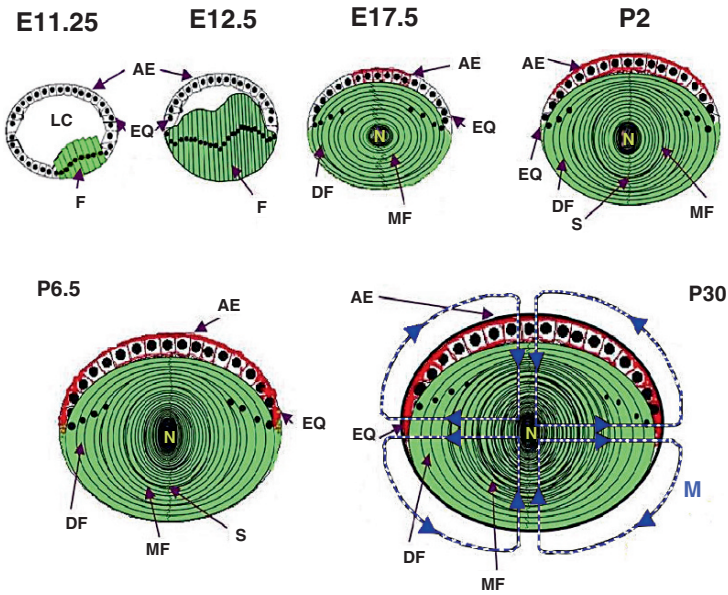 E11.25 E12.5 E17.5 P2
AE AE AE
LC EQ EQ N N
F F DF MF EQ DF S MF
P6.5 AE AE P30
N EQ EQ N
M
DF MF S DF MF